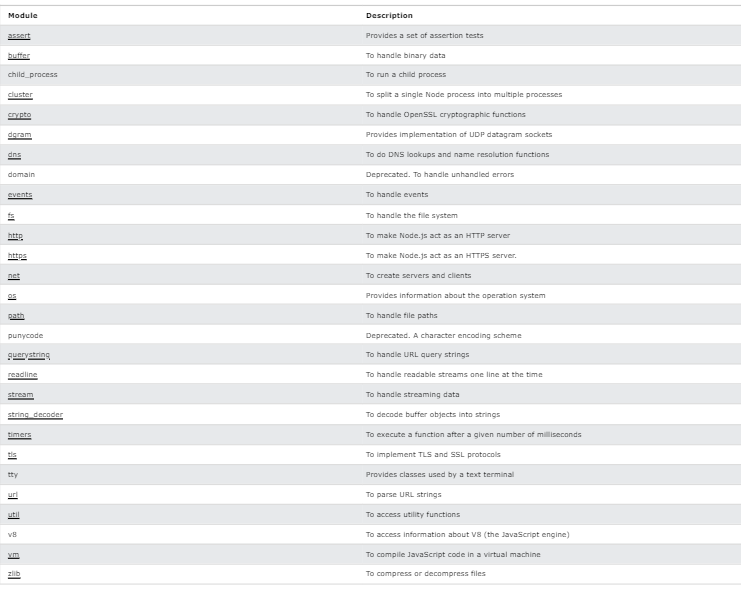 Module Description
assert Provides a set of assertion tests
buffer To handle binary data
child_process To run a child process
cluster To split a single Node process into multiple processes
crypto To handle OpenSSL cryptographic functions
dgram Provides implementation of UDP datagram sockets
dns To do DNS lookups and name resolution functions
domain Deprecated. To handle unhandled errors
events To handle events
fs To handle the file system
http To make Node.js act as an HTTP server
https To make Node.js act as an HTTPS server.
net To create servers and clients
os Provides information about the operation system
path To handle file paths
punycode Deprecated. A character encoding scheme
querystring To handle URL query strings
readline To handle readable streams one line at the time
stream To handle streaming data
string_decoder To decode buffer objects into strings
timers To execute a function after a given number of milliseconds
tls To implement TLS and SSL protocols
tty Provides classes used by a text terminal
url To parse URL strings
util To access utility functions
v8 To access information about V8 (the JavaScript engine)
vm To compile JavaScript code in a virtual machine
zlib To compress or decompress files